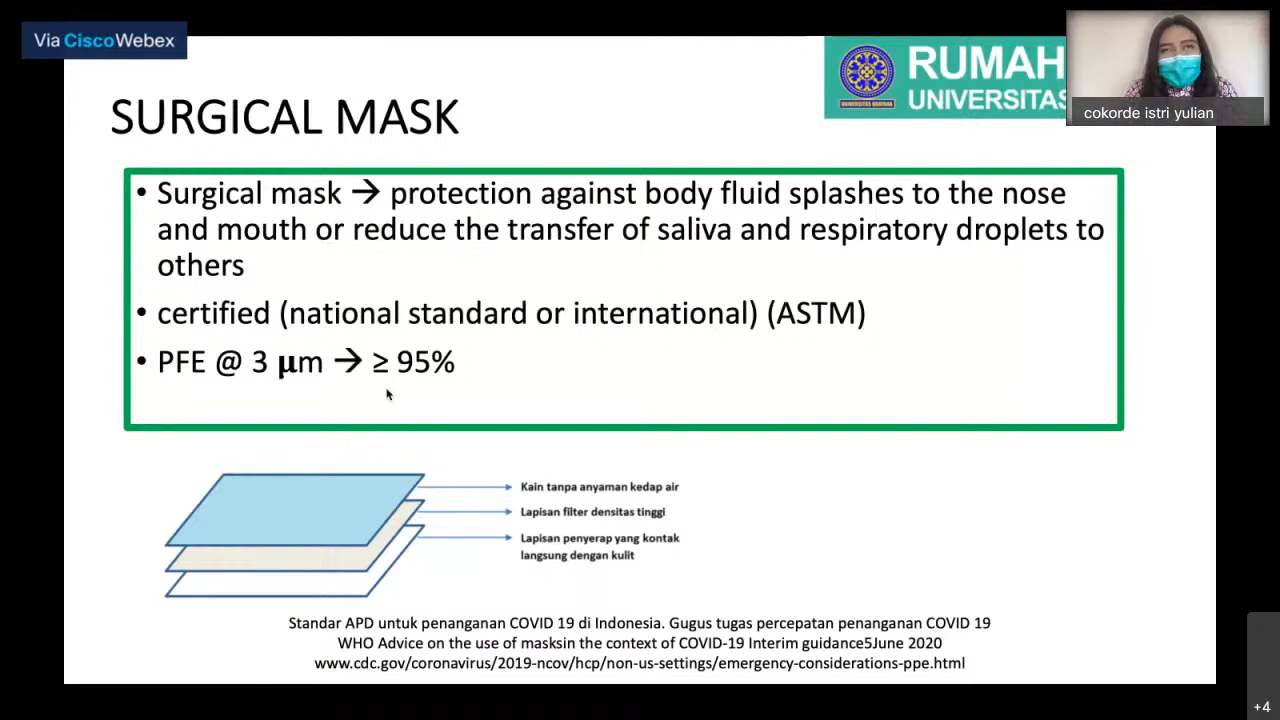 Via Cisco Webex
RUMAH
UNIVERSITAS
cokorde istri yulian
SURGICAL MASK
• Surgical mask → protection against body fluid splashes to the nose
and mouth or reduce the transfer of saliva and respiratory droplets to
others
• certified (national standard or international) (ASTM)
• PFE @ 3 μm → ≥ 95%
Kain tanpa anyaman kedap air
Lapisan filter densitas tinggi
Lapisan penyerap yang kontak
langsung dengan kulit
Standar APD untuk penanganan COVID 19 di Indonesia. Gugus tugas percepatan penanganan COVID 19
WHO Advice on the use of masksin the context of COVID-19 Interim guidance5June 2020
www.cdc.gov/coronavirus/2019-ncov/hcp/non-us-settings/emergency-considerations-ppe.html
+4